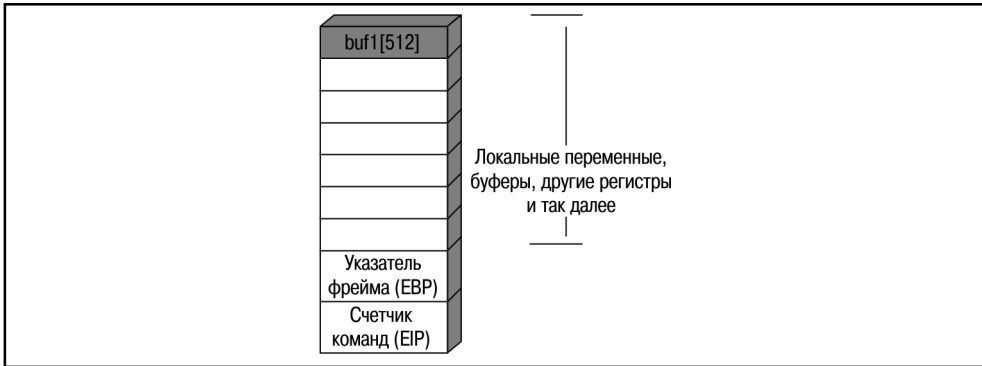 buf1[512]
Локальные переменные,
буферы, другие регистры
и так далее
Указатель
фрейма (EBP)
Счетчик
команд (EIP)